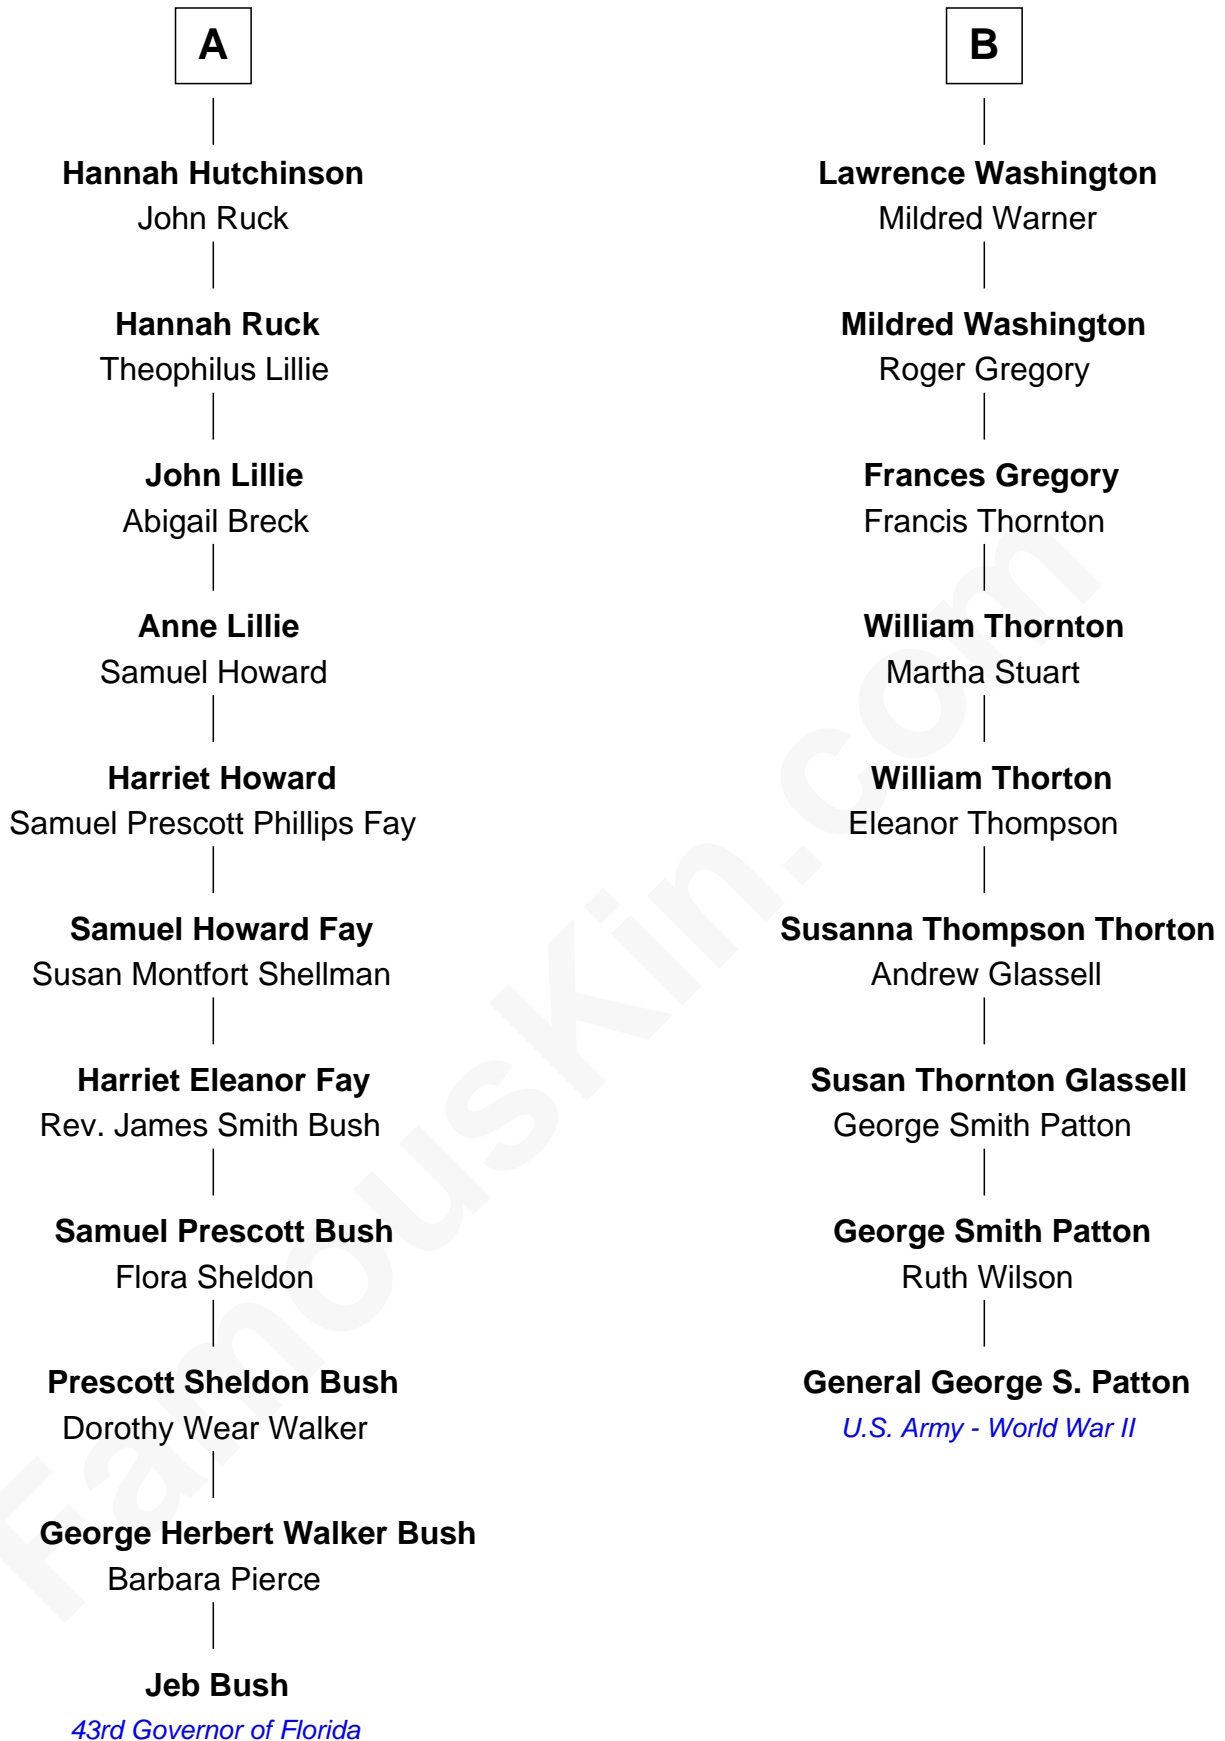 A
Hannah Hutchinson
John Ruck
Hannah Ruck
Theophilus Lillie
John Lillie
Abigail Breck
Anne Lillie
Samuel Howard
Harriet Howard
Samuel Prescott Phillips Fay
Samuel Howard Fay
Susan Montfort Shellman
Harriet Eleanor Fay
Rev. James Smith Bush
Samuel Prescott Bush
Flora Sheldon
Prescott Sheldon Bush
Dorothy Wear Walker
George Herbert Walker Bush
Barbara Pierce
Jeb Bush
43rd Governor of Florida
B
Lawrence Washington
Mildred Warner
Mildred Washington
Roger Gregory
Frances Gregory
Francis Thornton
William Thornton
Martha Stuart
William Thorton
Eleanor Thompson
Susanna Thompson Thorton
Andrew Glassell
Susan Thornton Glassell
George Smith Patton
George Smith Patton
Ruth Wilson
General George S. Patton
U.S. Army - World War II
FamousKin.com